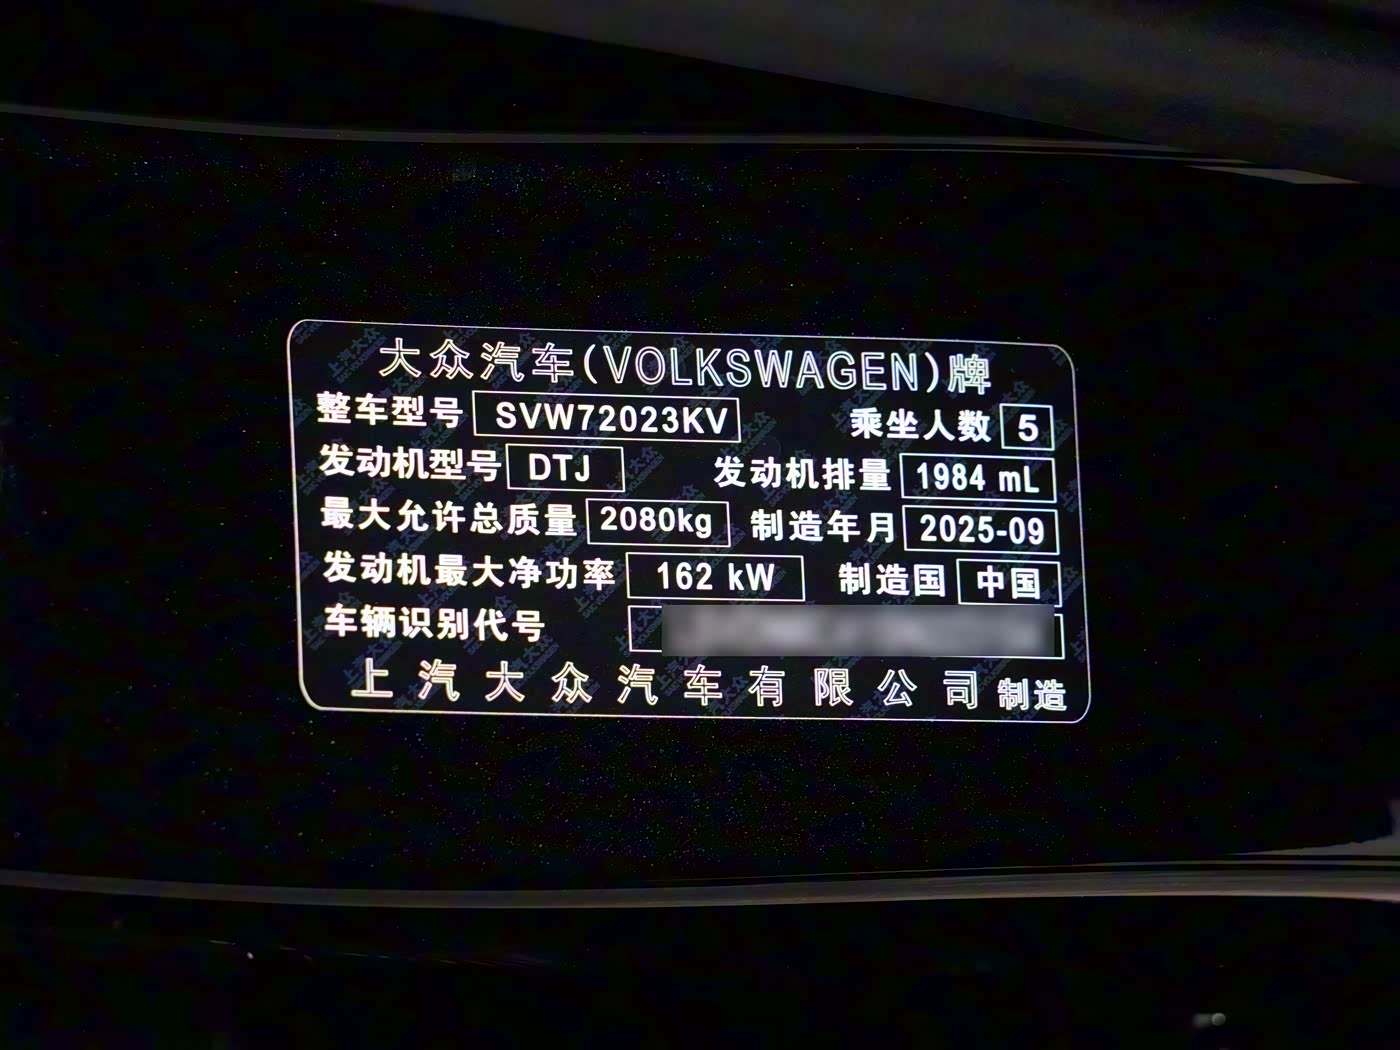 大众汽车(VOLKSWAGEN)牌
整车型号 SVW72023KV 乘坐人数 5
发动机型号 DTJ 发动机排量 1984 mL
最大允许总质量 2080kg 制造年月 2025-09
发动机最大净功率 162 kW 制造国 中国
车辆识别代号
上汽大众汽车有限公司 制造